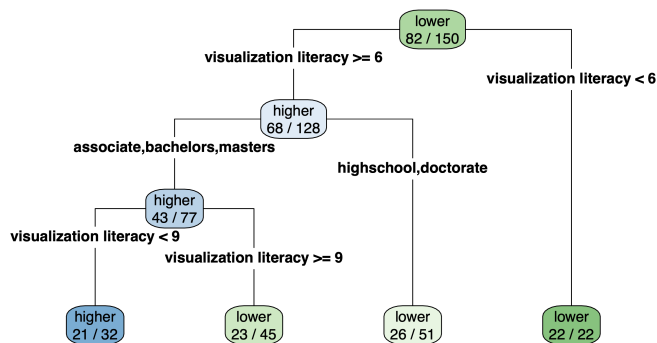 lower
82 / 150
visualization literacy >= 6
visualization literacy < 6
higher
68 / 128
associate,bachelors,masters
highschool,doctorate
higher
43 / 77
visualization literacy < 9
visualization literacy >= 9
higher
21 / 32
lower
23 / 45
lower
26 / 51
lower
22 / 22